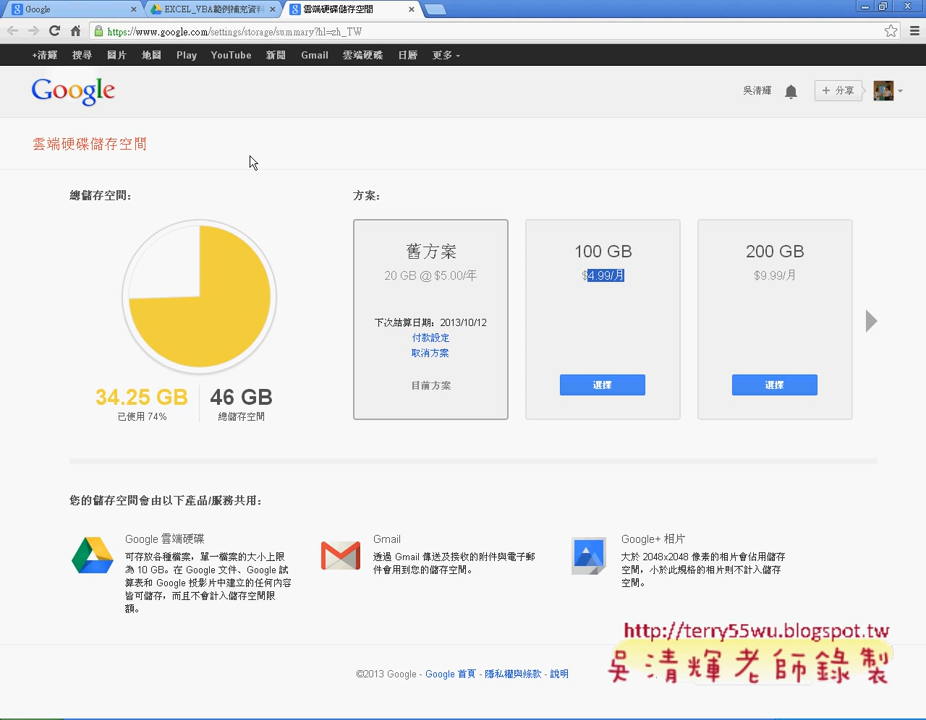 Google
EXCEL_VBA範例補充資料
雲端硬碟儲存空間
https://www.google.com/settings/storage/summary?hl=zh_TW
+清輝 搜尋 圖片 地圖 Play YouTube 新聞 Gmail 雲端硬碟 日曆 更多
Google
吳清輝
+ 分享
雲端硬碟儲存空間
總儲存空間:
方案:
舊方案
100 GB
200 GB
20 GB @ $5.00/年
$4.99/月
$9.99/月
下次結算日期: 2013/10/12
付款設定
取消方案
目前方案
選擇
選擇
34.25 GB
已使用 74%
46 GB
總儲存空間
您的儲存空間會由以下產品/服務共用:
Google 雲端硬碟
可存放各種檔案，單一檔案的大小上限
為 10 GB。在 Google 文件、Google 試
算表和 Google 投影片中建立的任何內容
皆可儲存，而且不會計入儲存空間限
額。
Gmail
透過 Gmail 傳送及接收的附件與電子郵
件會用到您的儲存空間。
Google+ 相片
大於 2048x2048 像素的相片會佔用儲存
空間，小於此規格的相片則不計入儲存
空間。
http://terry55wu.blogspot.tw
吳清輝老師錄製
©2013 Google - Google 首頁 - 隱私權與條款 - 說明